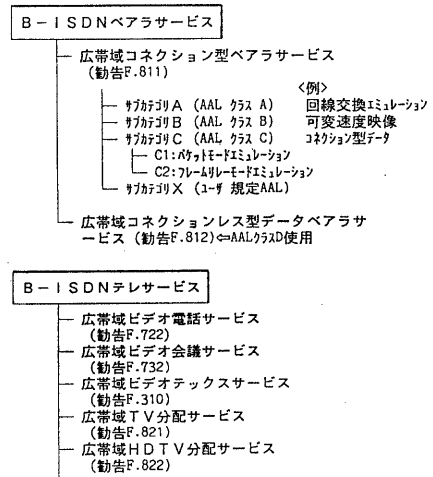 B-ISDNベアラサービス
広帯域コネクション型ベアラサービス
(勧告F.811)
<例>
ｻﾌﾞｶﾃｺﾞﾘA (AAL ｸﾗｽ A) 回線交換ｴﾐｭﾚｰｼｮﾝ
ｻﾌﾞｶﾃｺﾞﾘB (AAL ｸﾗｽ B) 可変速度映像
ｻﾌﾞｶﾃｺﾞﾘC (AAL ｸﾗｽ C) ｺﾈｸｼｮﾝ型ﾃﾞｰﾀ
C1:ﾊﾟｹｯﾄﾓｰﾄﾞｴﾐｭﾚｰｼｮﾝ
C2:ﾌﾚｰﾑﾘﾚｰﾓｰﾄﾞｴﾐｭﾚｰｼｮﾝ
ｻﾌﾞｶﾃｺﾞﾘX (ﾕｰｻﾞ 規定AAL)
広帯域コネクションレス型データベアラサ
ービス (勧告F.812)⇦AALｸﾗｽD使用
B-ISDNテレサービス
広帯域ビデオ電話サービス
(勧告F.722)
広帯域ビデオ会議サービス
(勧告F.732)
広帯域ビデオテックスサービス
(勧告F.310)
広帯域TV分配サービス
(勧告F.821)
広帯域HDTV分配サービス
(勧告F.822)